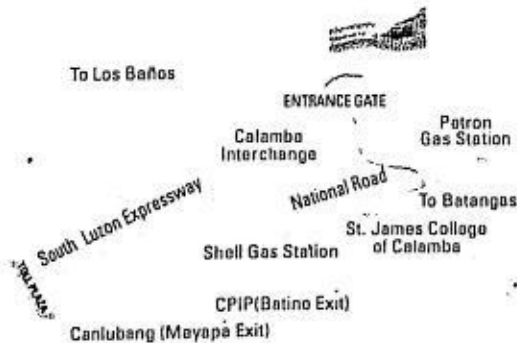 To Los Baños
ENTRANCE GATE
Calamba
Interchange
Patron
Gas Station
National Road
To Batangas
South Luzon Expressway
St. James College
of Calamba
Shell Gas Station
TOLL PLAZA
CPIP(Batino Exit)
Canlubang (Mayapa Exit)